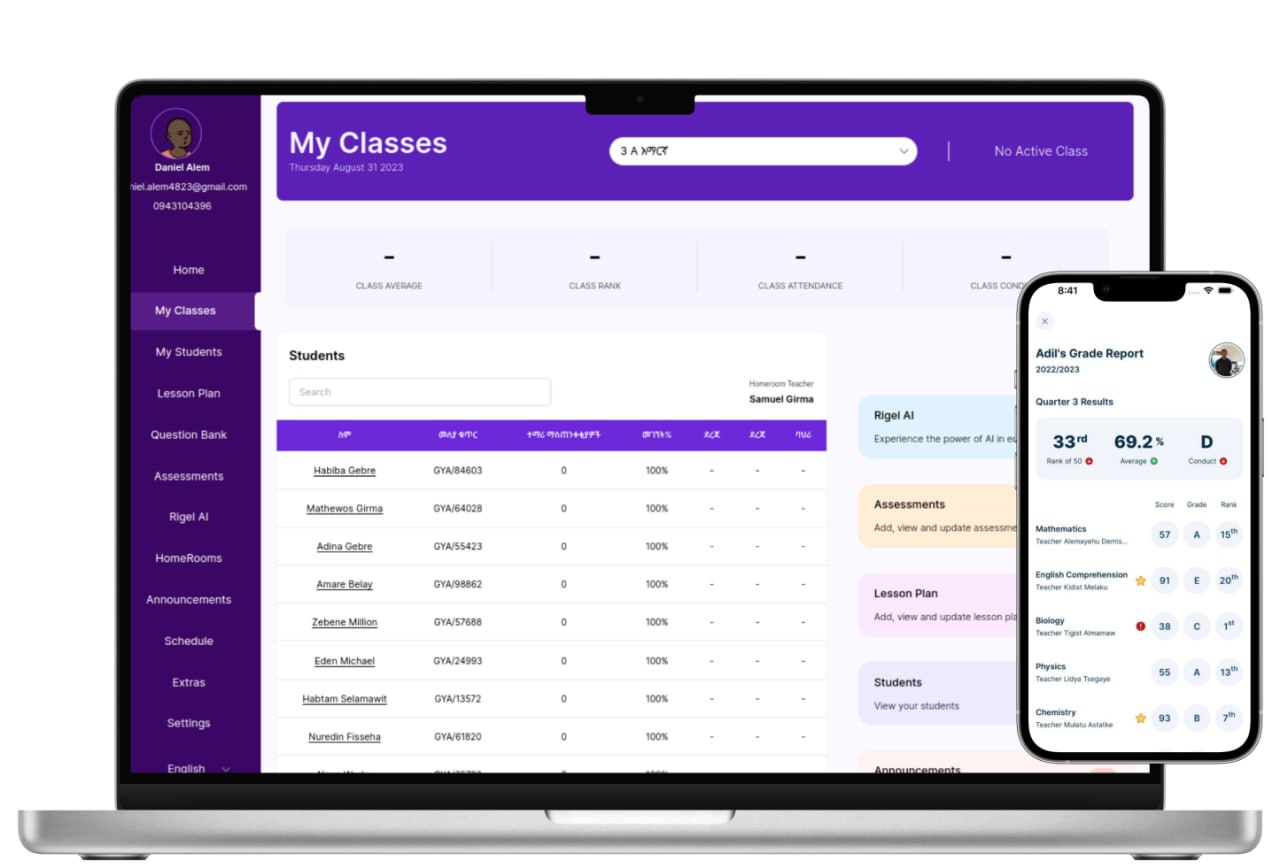 Daniel Alem
niel.alem4823@gmail.com
0943104396
Home
My Classes
My Students
Lesson Plan
Question Bank
Assessments
Rigel AI
HomeRooms
Announcements
Schedule
Extras
Settings
English
My Classes
Thursday August 31 2023
3 A አማርኛ
No Active Class
– – – –
CLASS AVERAGE CLASS RANK CLASS ATTENDANCE CLASS COND
Students
Search
Homeroom Teacher
Samuel Girma
ስም መለያ ቁጥር ተማሪ ማስጠንቀቂያዎች መገኘት% ደረጃ ደረጃ ባህሪ
Habiba Gebre GYA/84603 0 100% - - -
Mathewos Girma GYA/64028 0 100% - - -
Adina Gebre GYA/55423 0 100% - - -
Amare Belay GYA/98862 0 100% - - -
Zebene Million GYA/57688 0 100% - - -
Eden Michael GYA/24993 0 100% - - -
Habtam Selamawit GYA/13572 0 100% - - -
Nuredin Fisseha GYA/61820 0 100% - - -
Rigel AI
Experience the power of AI in ed
Assessments
Add, view and update assessme
Lesson Plan
Add, view and update lesson pla
Students
View your students
Announcements
8:41
Adil's Grade Report
2022/2023
Quarter 3 Results
33rd 69.2 % D
Rank of 50 Average Conduct
Score Grade Rank
Mathematics
Teacher Alemayehu Demis...
57 A 15th
English Comprehension
Teacher Kidist Melaku
91 E 20th
Biology
Teacher Tigist Almamaw
38 C 1st
Physics
Teacher Lidya Tsegaye
55 A 13th
Chemistry
Teacher Mulatu Astatke
93 B 7th